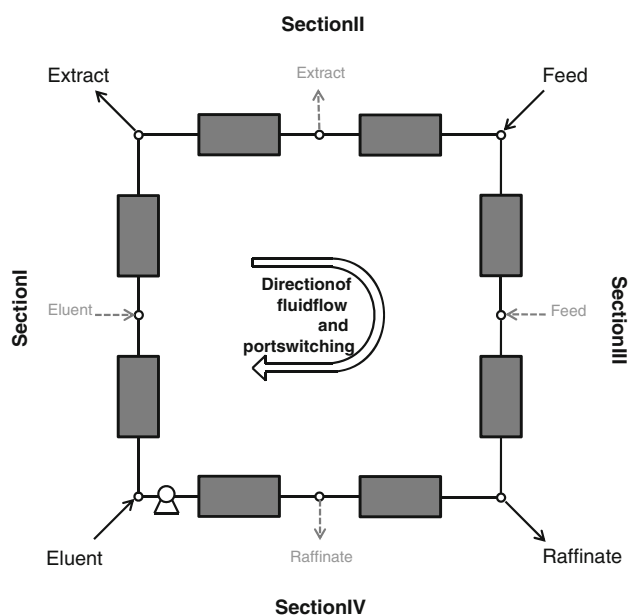 SectionII
Extract
Extract
Feed
SectionI
Eluent
Directionof
fluidflow
and
portswitching
Feed
SectionIII
Eluent
Raffinate
Raffinate
SectionIV